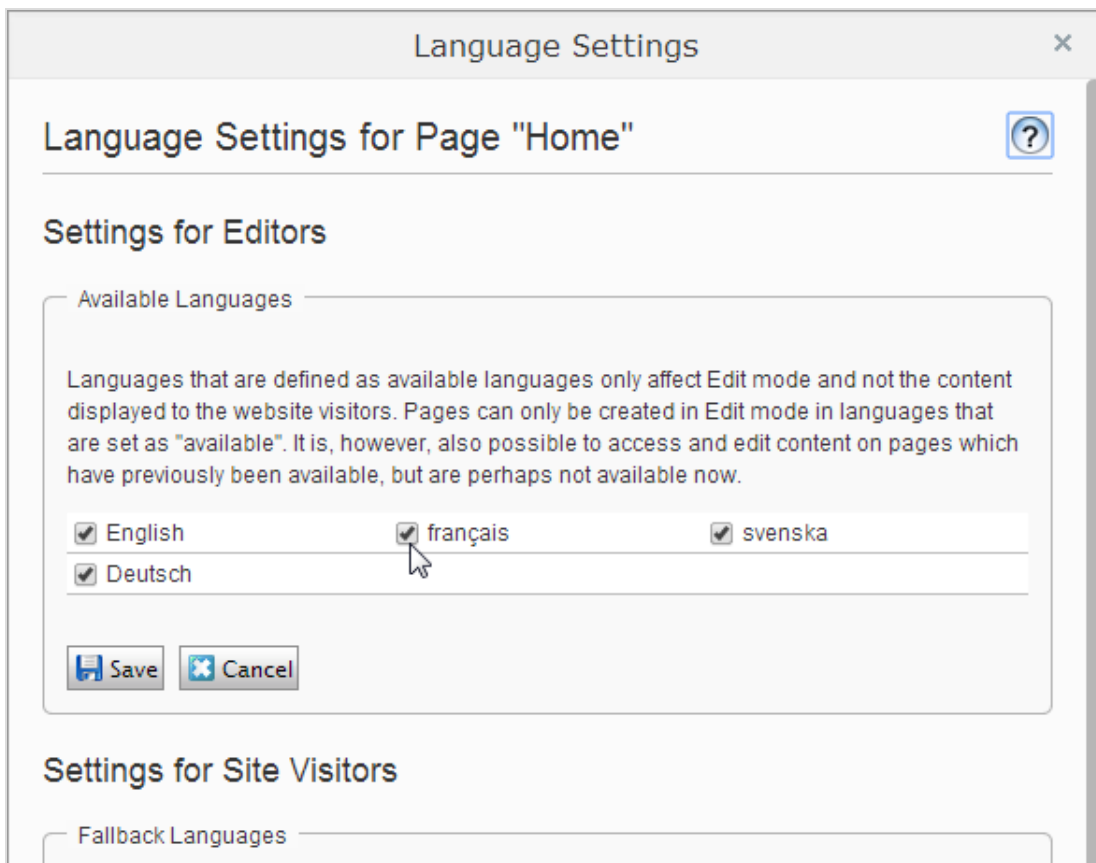 Language Settings ×
Language Settings for Page "Home" ?
Settings for Editors
Available Languages
Languages that are defined as available languages only affect Edit mode and not the content
displayed to the website visitors. Pages can only be created in Edit mode in languages that
are set as "available". It is, however, also possible to access and edit content on pages which
have previously been available, but are perhaps not available now.
English français svenska
Deutsch
Save Cancel
Settings for Site Visitors
Fallback Languages